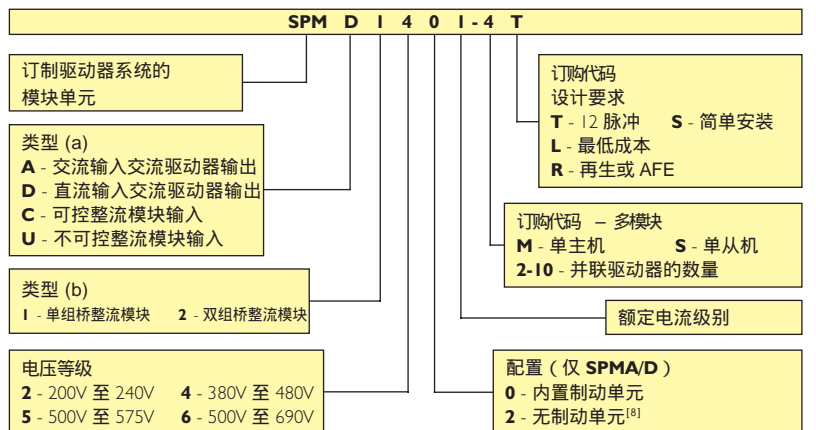 SPM D 1 4 0 1 - 4 T
订制驱动器系统的
模块单元
类型 (a)
A - 交流输入交流驱动器输出
D - 直流输入交流驱动器输出
C - 可控整流模块输入
U - 不可控整流模块输入
类型 (b)
1 - 单组桥整流模块 2 - 双组桥整流模块
电压等级
2 - 200V 至 240V 4 - 380V 至 480V
5 - 500V 至 575V 6 - 500V 至 690V
订购代码
设计要求
T - 12 脉冲 S - 简单安装
L - 最低成本
R - 再生或 AFE
订购代码 – 多模块
M - 单主机 S - 单从机
2-10 - 并联驱动器的数量
额定电流级别
配置（仅 SPMA/D）
0 - 内置制动单元
2 - 无制动单元[8]